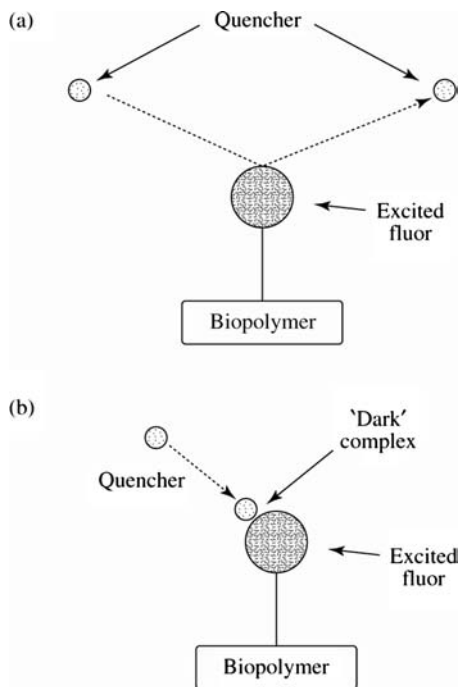 (a)
Quencher
Excited
fluor
Biopolymer
(b)
'Dark'
complex
Quencher
Excited
fluor
Biopolymer